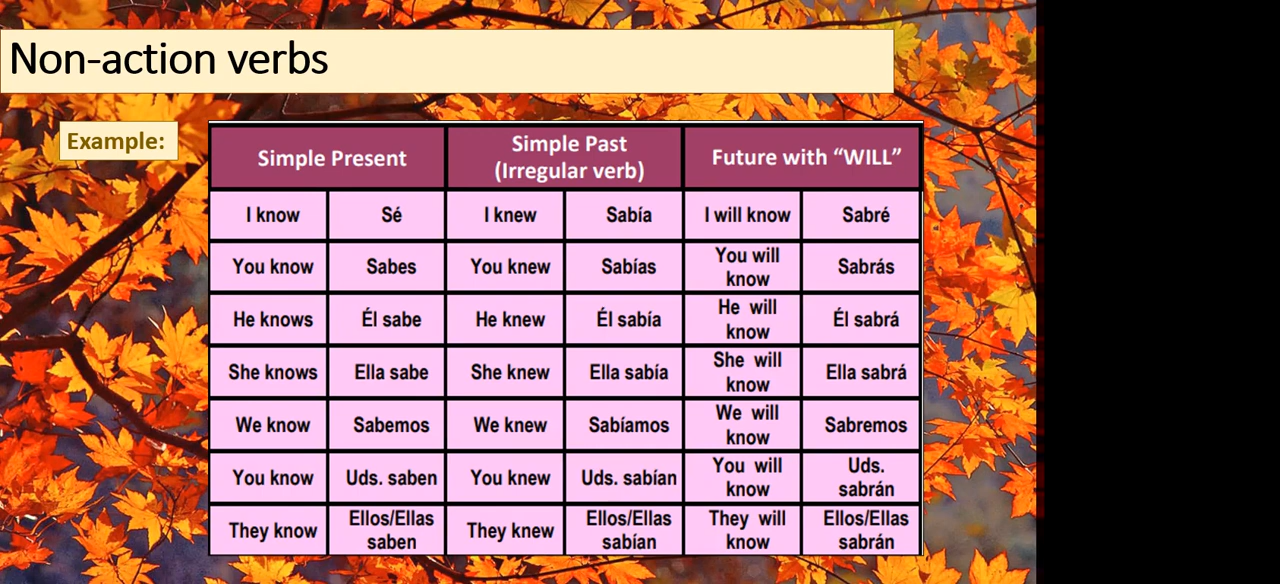 Non-action verbs
Example:
Simple Present
Simple Past
(Irregular verb)
Future with “WILL”
I know
Sé
I knew
Sabía
I will know
Sabré
You know
Sabes
You knew
Sabías
You will
know
Sabrás
He knows
Él sabe
He knew
Él sabía
He will
know
Él sabrá
She knows
Ella sabe
She knew
Ella sabía
She will
know
Ella sabrá
We know
Sabemos
We knew
Sabíamos
We will
know
Sabremos
You know
Uds. saben
You knew
Uds. sabían
You will
know
Uds.
sabrán
They know
Ellos/Ellas
saben
They knew
Ellos/Ellas
sabían
They will
know
Ellos/Ellas
sabrán